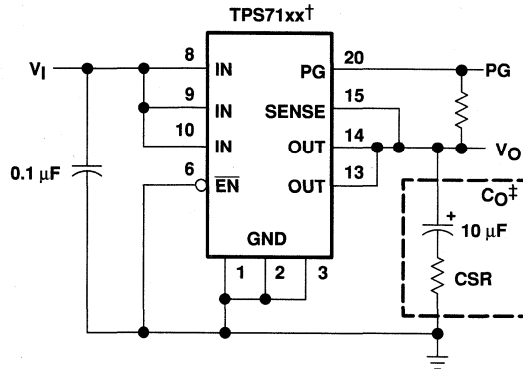 TPS71xx†
8
20
V_I
IN
PG
PG
9
15
IN
SENSE
10
14
IN
OUT
V_O
6
13
0.1 µF
E̅N̅
OUT
C_O‡
+
10 µF
GND
CSR
1
2
3